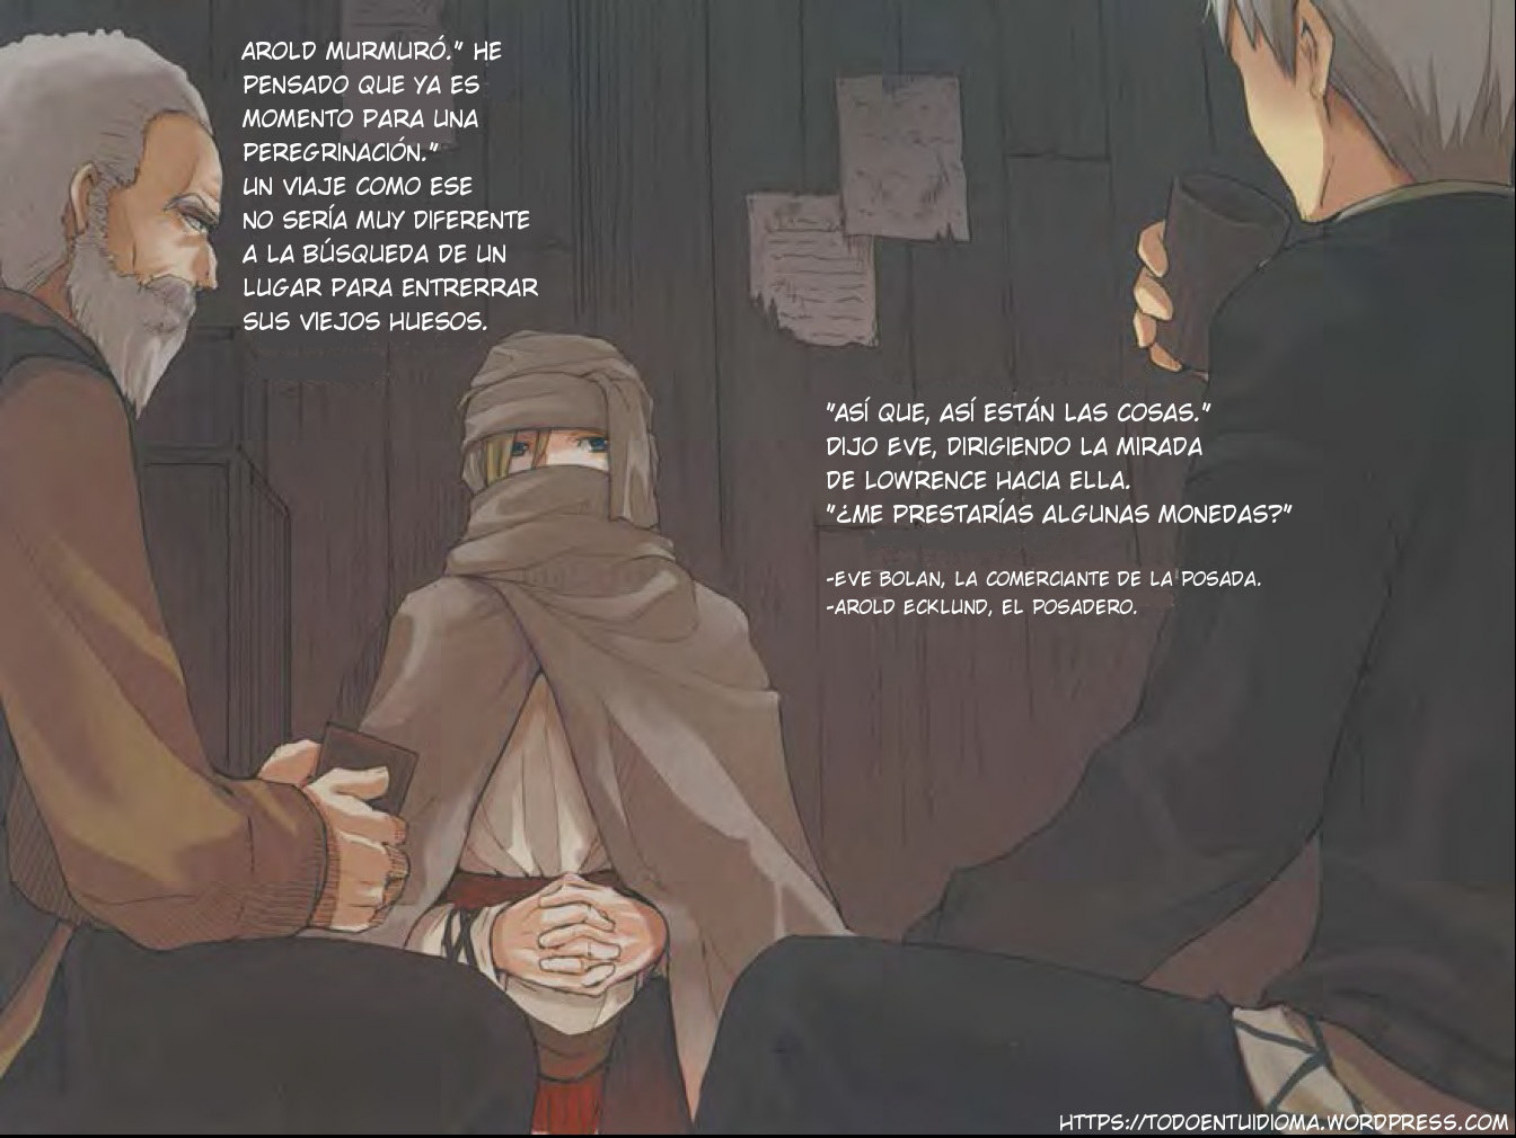 AROLD MURMURÓ." HE
PENSADO QUE YA ES
MOMENTO PARA UNA
PEREGRINACIÓN."
UN VIAJE COMO ESE
NO SERÍA MUY DIFERENTE
A LA BÚSQUEDA DE UN
LUGAR PARA ENTRERRAR
SUS VIEJOS HUESOS.
"ASÍ QUE, ASÍ ESTÁN LAS COSAS."
DIJO EVE, DIRIGIENDO LA MIRADA
DE LOWRENCE HACIA ELLA.
"¿ME PRESTARÍAS ALGUNAS MONEDAS?"
-EVE BOLAN, LA COMERCIANTE DE LA POSADA.
-AROLD ECKLUND, EL POSADERO.
HTTPS://TODOENTUIDIOMA.WORDPRESS.COM